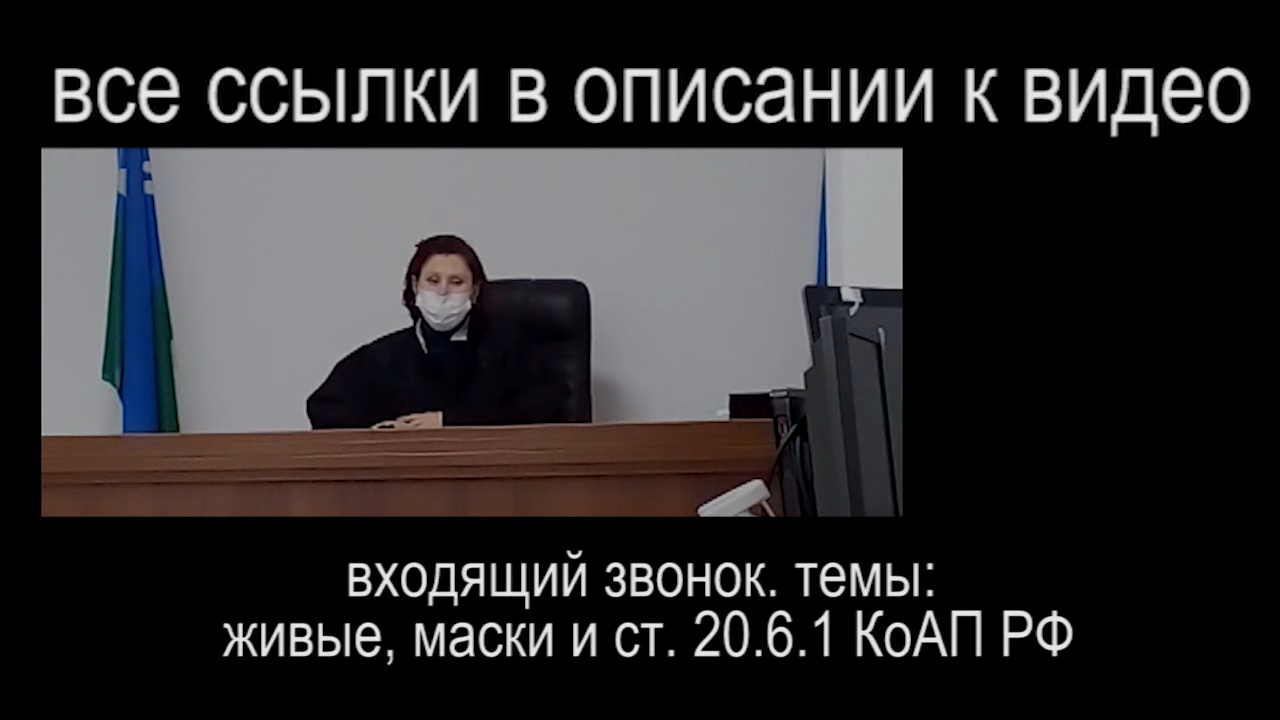 все ссылки в описании к видео
входящий звонок. темы:
живые, маски и ст. 20.6.1 КоАП РФ